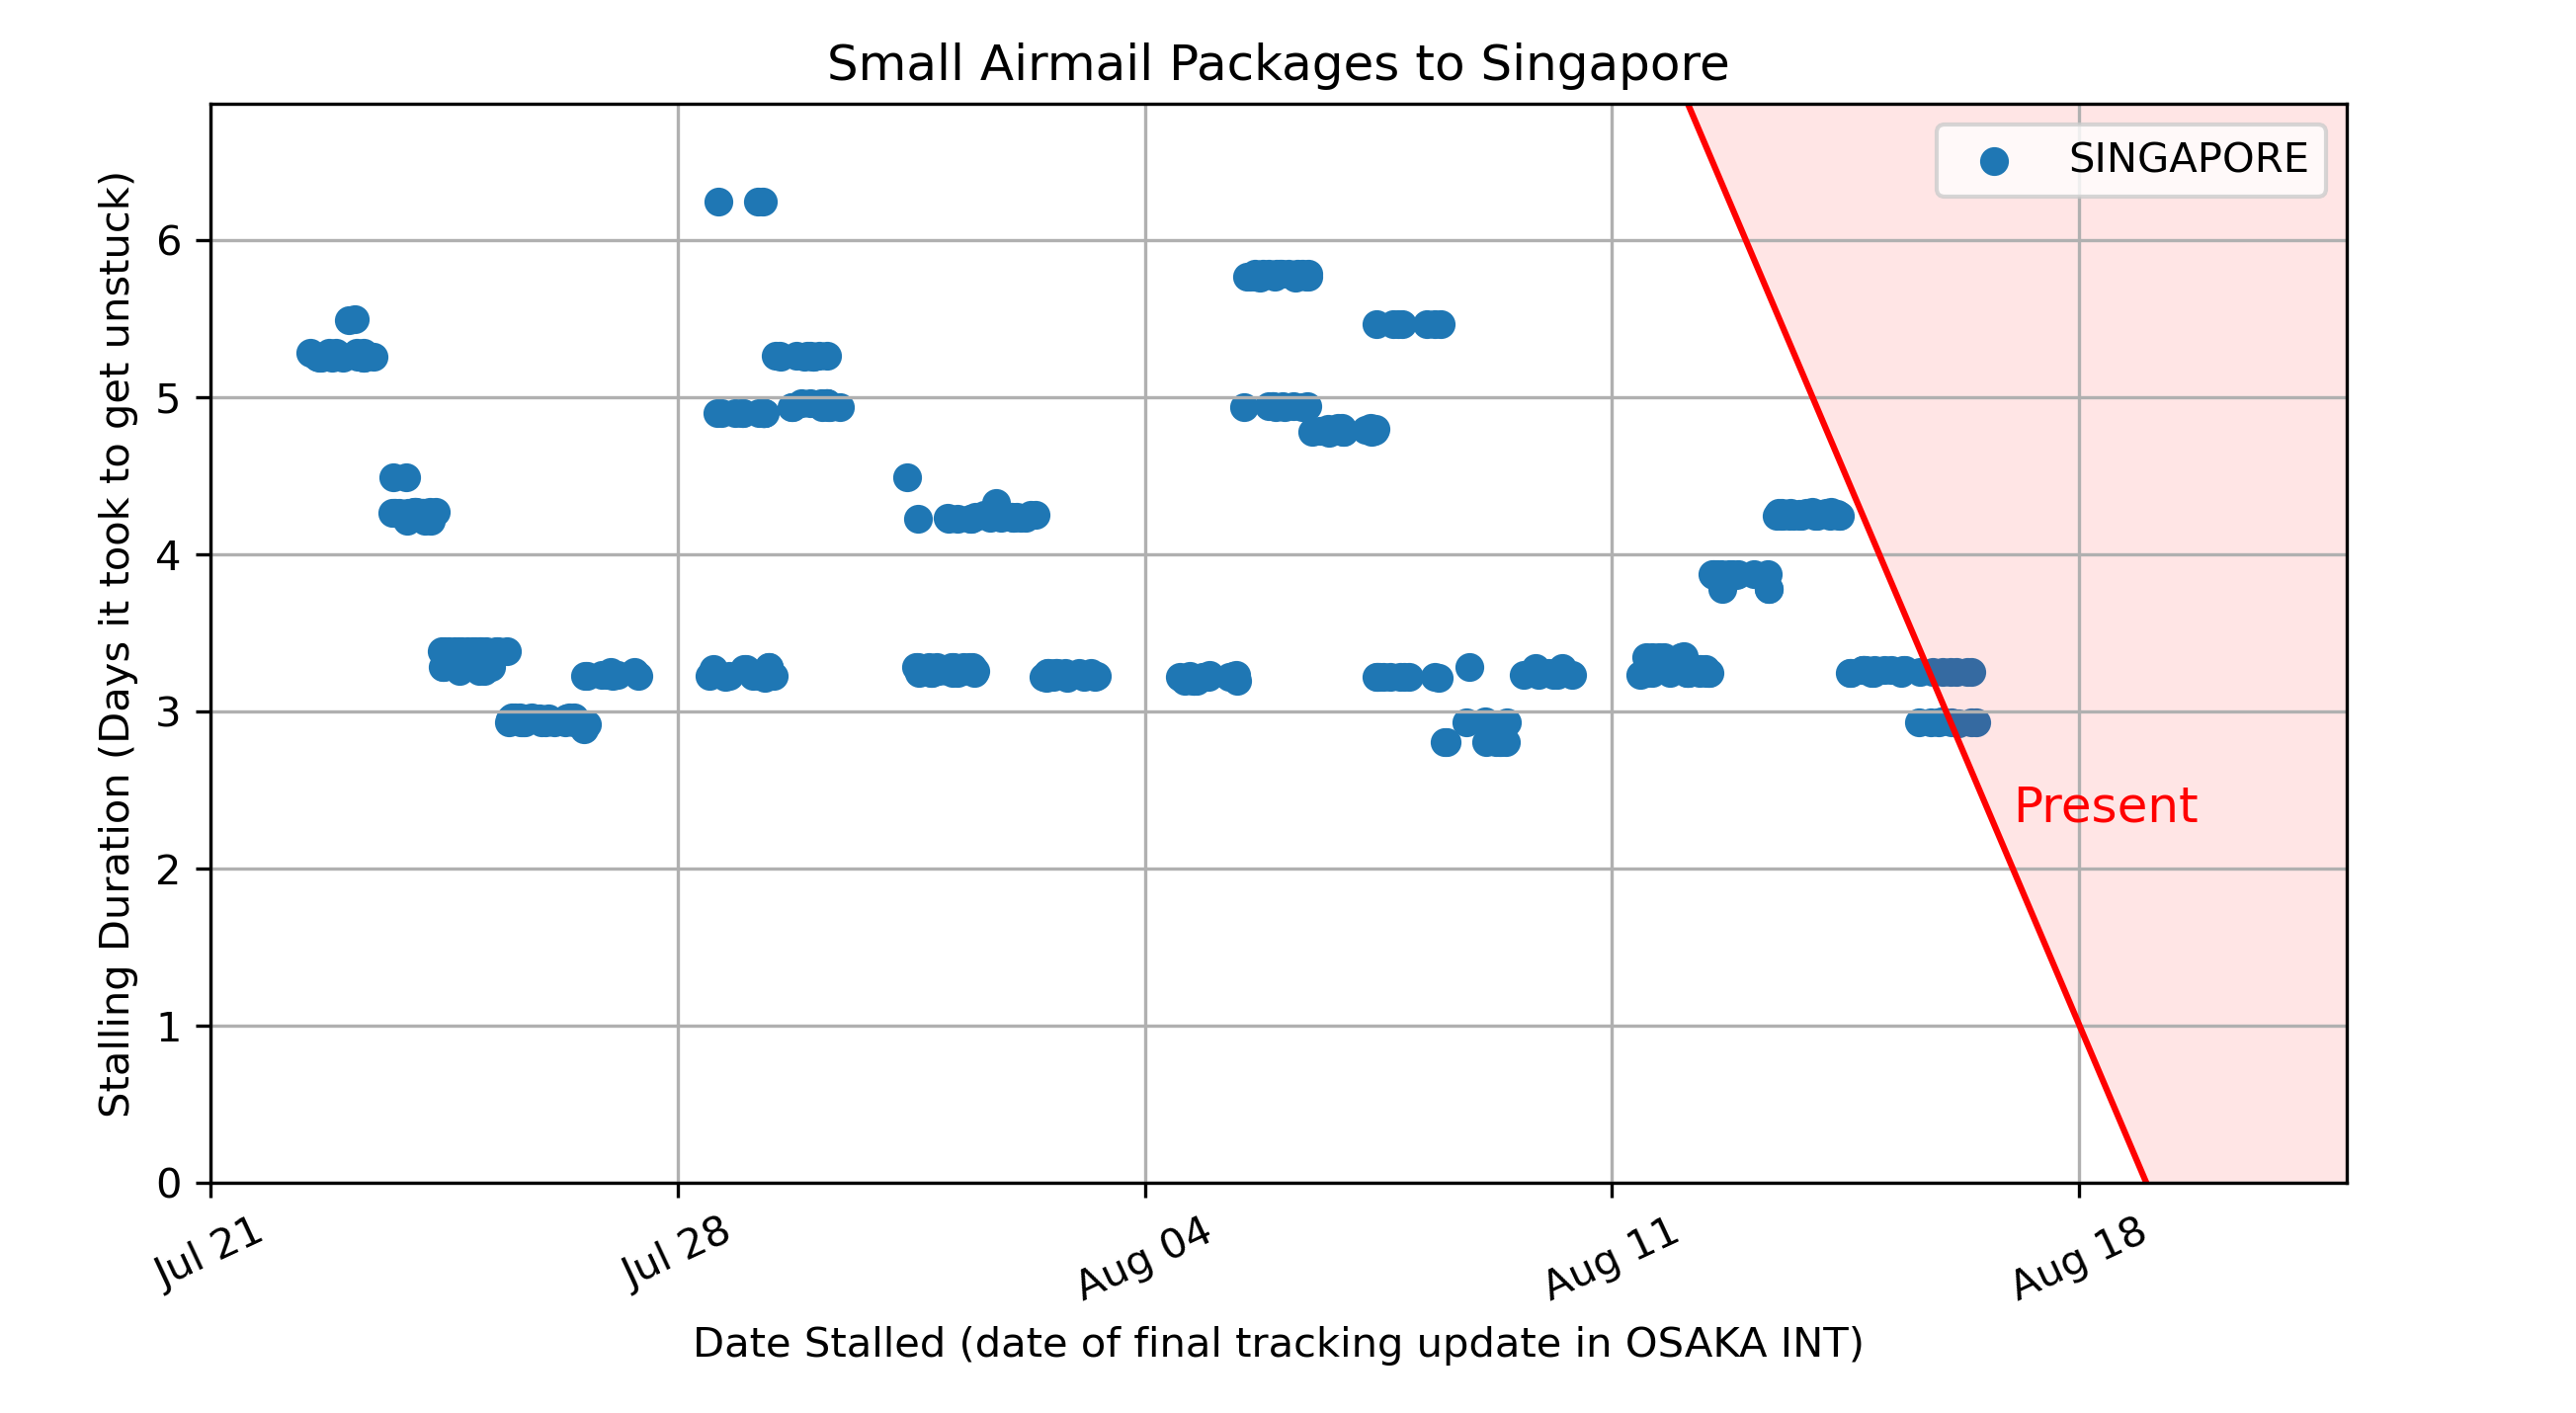 Small Airmail Packages to Singapore
SINGAPORE
Stalling Duration (Days it took to get unstuck)
6
5
4
3
2
1
0
Present
Jul 21
Jul 28
Aug 04
Aug 11
Aug 18
Date Stalled (date of final tracking update in OSAKA INT)